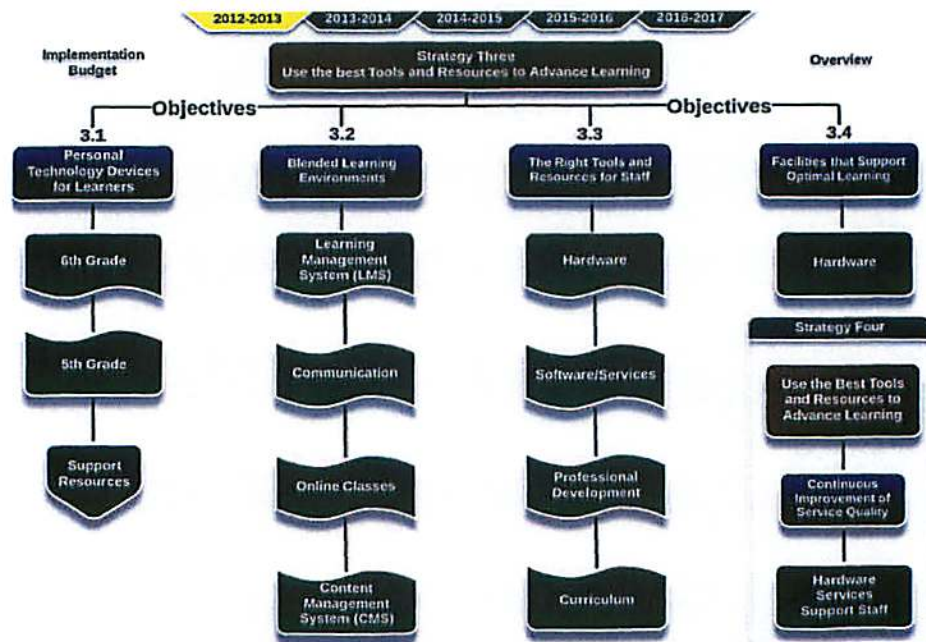 2012-2013
2013-2014
2014-2015
2015-2016
2016-2017
Implementation
Budget
Strategy Three
Use the best Tools and Resources to Advance Learning
Overview
Objectives
Objectives
3.1
Personal
Technology Devices
for Learners
6th Grade
5th Grade
Support
Resources
3.2
Blended Learning
Environments
Learning
Management
System (LMS)
Communication
Online Classes
Content
Management
System (CMS)
3.3
The Right Tools and
Resources for Staff
Hardware
Software/Services
Professional
Development
Curriculum
3.4
Facilities that Support
Optimal Learning
Hardware
Strategy Four
Use the Best Tools
and Resources to
Advance Learning
Continuous
Improvement of
Service Quality
Hardware
Services
Support Staff